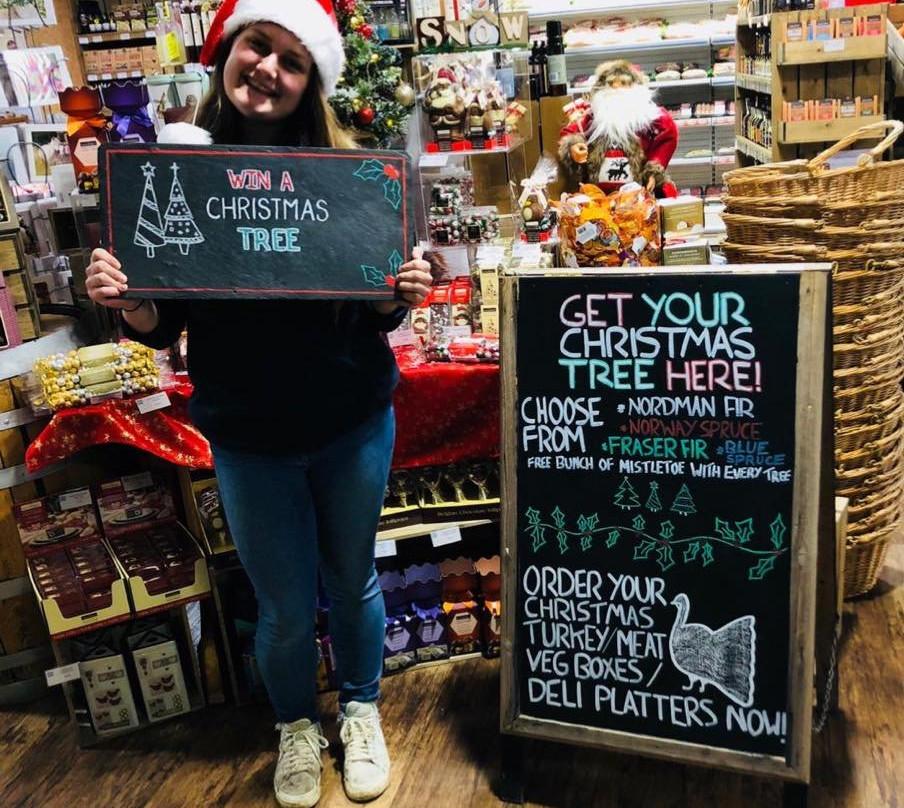 SNOW
WIN A
CHRISTMAS
TREE
GET YOUR
CHRISTMAS
TREE HERE!
CHOOSE FROM
*NORDMAN FIR
*NORWAY SPRUCE
*FRASER FIR *BLUE SPRUCE
FREE BUNCH OF MISTLETOE WITH EVERY TREE
ORDER YOUR
CHRISTMAS
TURKEY/MEAT
VEG BOXES/
DELI PLATTERS NOW!